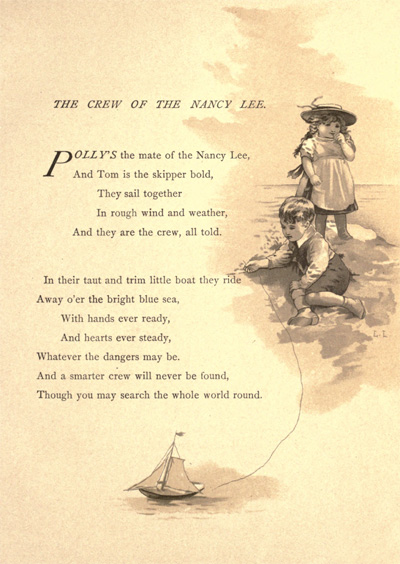 THE CREW OF THE NANCY LEE.
POLLY'S the mate of the Nancy Lee,
And Tom is the skipper bold,
They sail together
In rough wind and weather,
And they are the crew, all told.
In their taut and trim little boat they ride
Away o'er the bright blue sea,
With hands ever ready,
And hearts ever steady,
Whatever the dangers may be.
And a smarter crew will never be found,
Though you may search the whole world round.
L. L